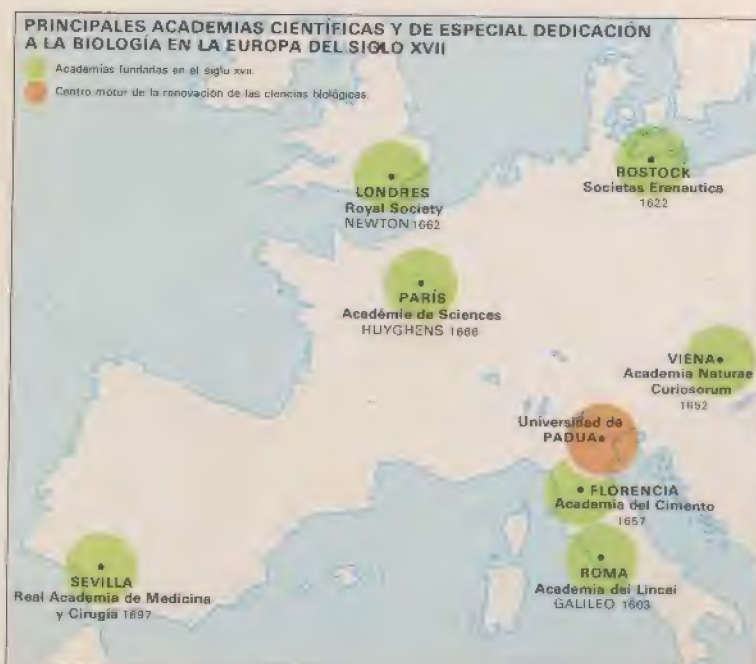 PRINCIPALES ACADEMIAS CIENTÍFICAS Y DE ESPECIAL DEDICACIÓN
A LA BIOLOGÍA EN LA EUROPA DEL SIGLO XVII
Academias fundadas en el siglo XVII.
Centro motor de la renovación de las ciencias biológicas.
LONDRES
Royal Society
NEWTON 1662
ROSTOCK
Societas Ereneutica
1622
PARÍS
Académie de Sciences
HUYGHENS 1666
VIENA
Academia Naturae
Curiosorum
1652
Universidad de
PADUA
FLORENCIA
Academia del Cimento
1657
SEVILLA
Real Academia de Medicina
y Cirugía 1697
ROMA
Academia dei Lincei
GALILEO 1603